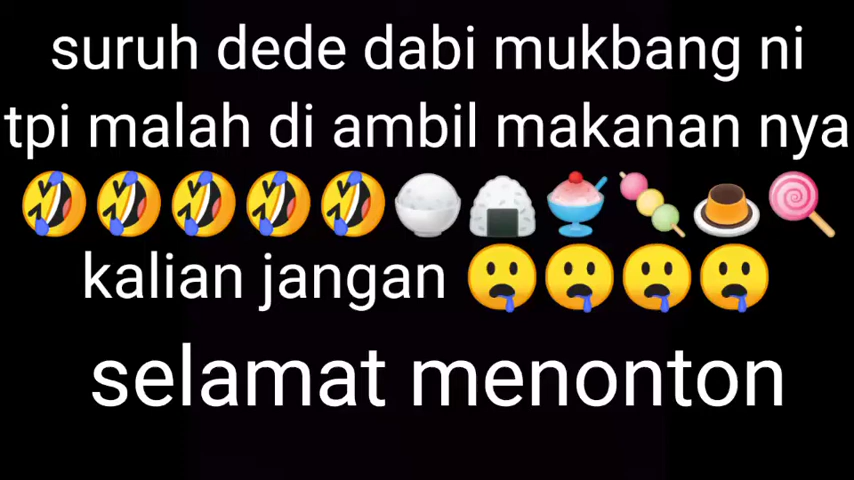 suruh dede dabi mukbang ni
tpi malah di ambil makanan nya
🤣🤣🤣🤣🤣🍚🍙🍧🍡🍮🍭
kalian jangan 🤤🤤🤤🤤
selamat menonton